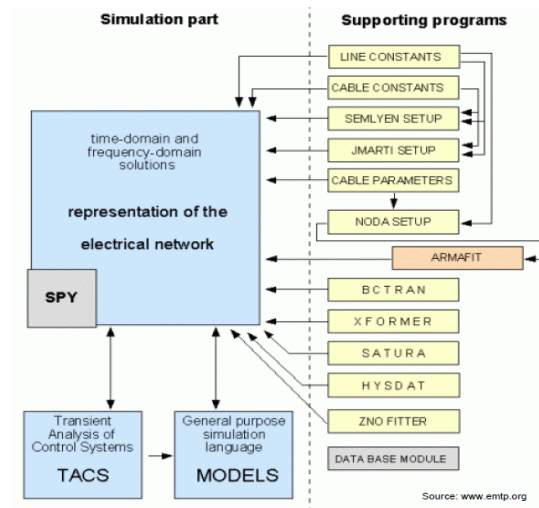 Simulation part
Supporting programs
LINE CONSTANTS
CABLE CONSTANTS
SEMLYEN SETUP
JMARTI SETUP
CABLE PARAMETERS
NODA SETUP
ARMAFIT
BCTRAN
XFORMER
SATURA
HYSDAT
ZNO FITTER
DATA BASE MODULE
time-domain and
frequency-domain
solutions
representation of the
electrical network
SPY
Transient
Analysis of
Control Systems
TACS
General purpose
simulation
language
MODELS
Source: www.emtp.org